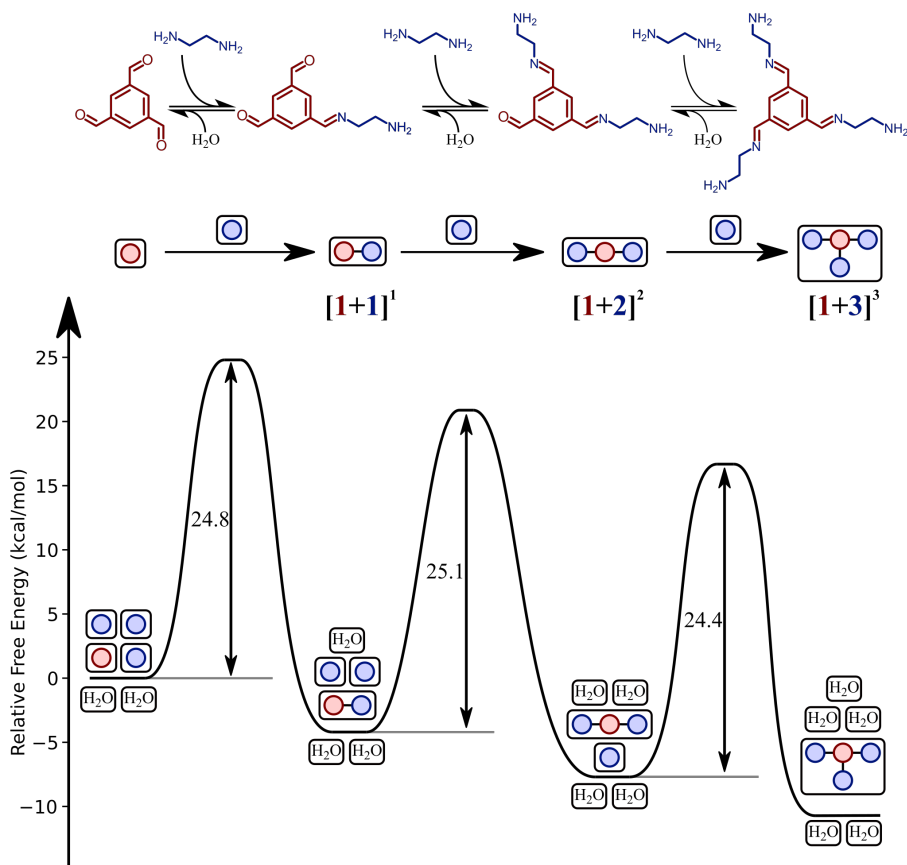 NH₂
H₂N NH₂ H₂N NH₂ H₂N NH₂
NH₂
O O N N
O N NH₂ O N NH₂ N NH₂
O H₂O H₂O N H₂O
H₂N
[1+1]¹ [1+2]² [1+3]³
Relative Free Energy (kcal/mol)
25
20
15
10
5
0
−5
−10
24.8
25.1
24.4
H₂O H₂O
H₂O
H₂O H₂O
H₂O H₂O
H₂O H₂O
H₂O
H₂O H₂O
H₂O H₂O